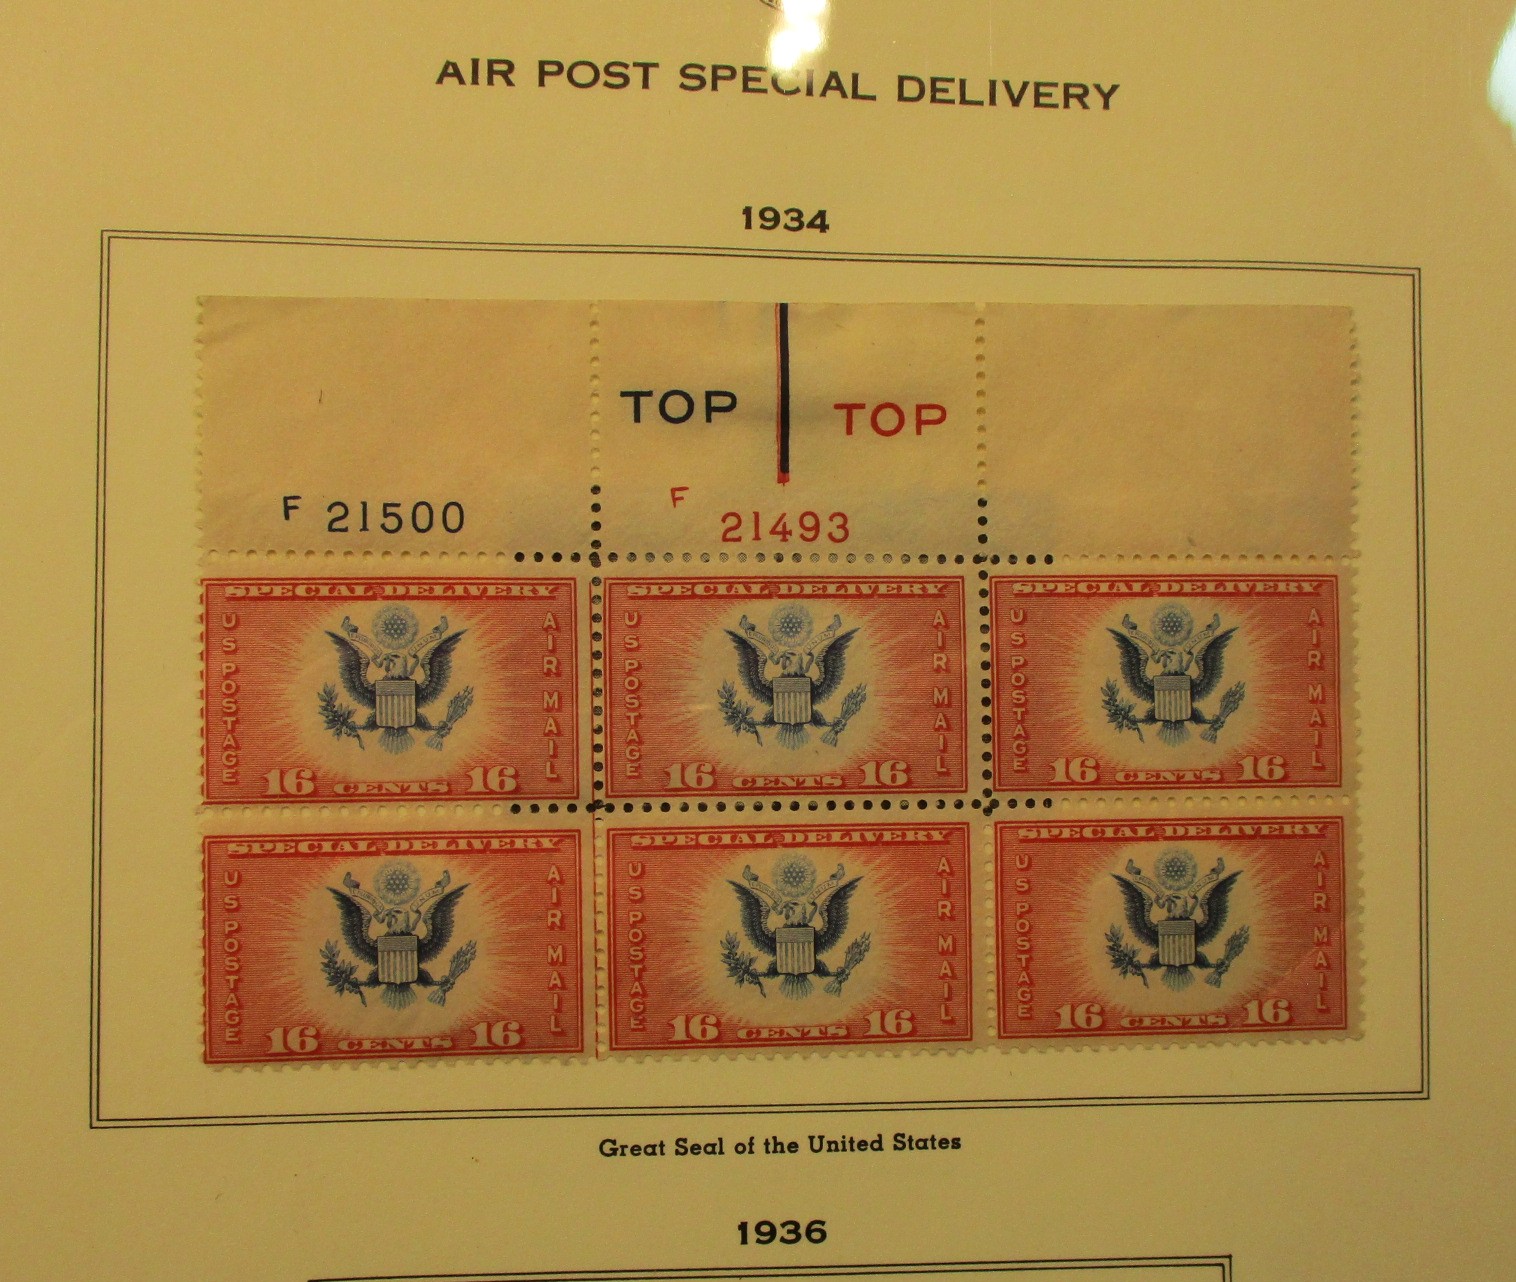 AIR POST SPECIAL DELIVERY
1934
TOP TOP
F 21500 F 21493
SPECIAL DELIVERY SPECIAL DELIVERY SPECIAL DELIVERY
US POSTAGE AIR MAIL US POSTAGE AIR MAIL US POSTAGE AIR MAIL
16 CENTS 16 16 CENTS 16 16 CENTS 16
SPECIAL DELIVERY SPECIAL DELIVERY SPECIAL DELIVERY
US POSTAGE AIR MAIL US POSTAGE AIR MAIL US POSTAGE AIR MAIL
16 CENTS 16 16 CENTS 16 16 CENTS 16
Great Seal of the United States
1936